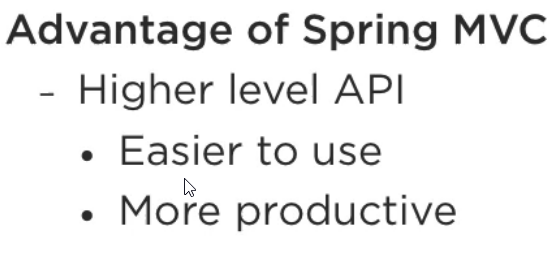 Advantage of Spring MVC
– Higher level API
• Easier to use
• More productive